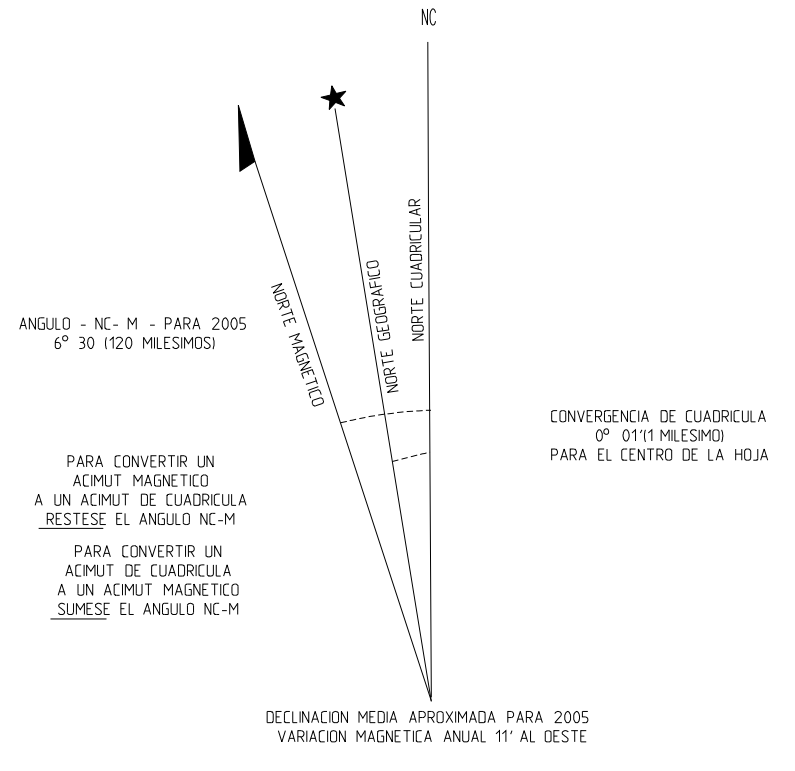 NC
NORTE MAGNETICO
NORTE GEOGRAFICO
NORTE CUADRICULAR
ANGULO - NC- M - PARA 2005
6° 30 (120 MILESIMOS)
CONVERGENCIA DE CUADRICULA
0° 01'(1 MILESIMO)
PARA EL CENTRO DE LA HOJA
PARA CONVERTIR UN
ACIMUT MAGNETICO
A UN ACIMUT DE CUADRICULA
RESTESE EL ANGULO NC-M
PARA CONVERTIR UN
ACIMUT DE CUADRICULA
A UN ACIMUT MAGNETICO
SUMESE EL ANGULO NC-M
DECLINACION MEDIA APROXIMADA PARA 2005
VARIACION MAGNETICA ANUAL 11' AL OESTE